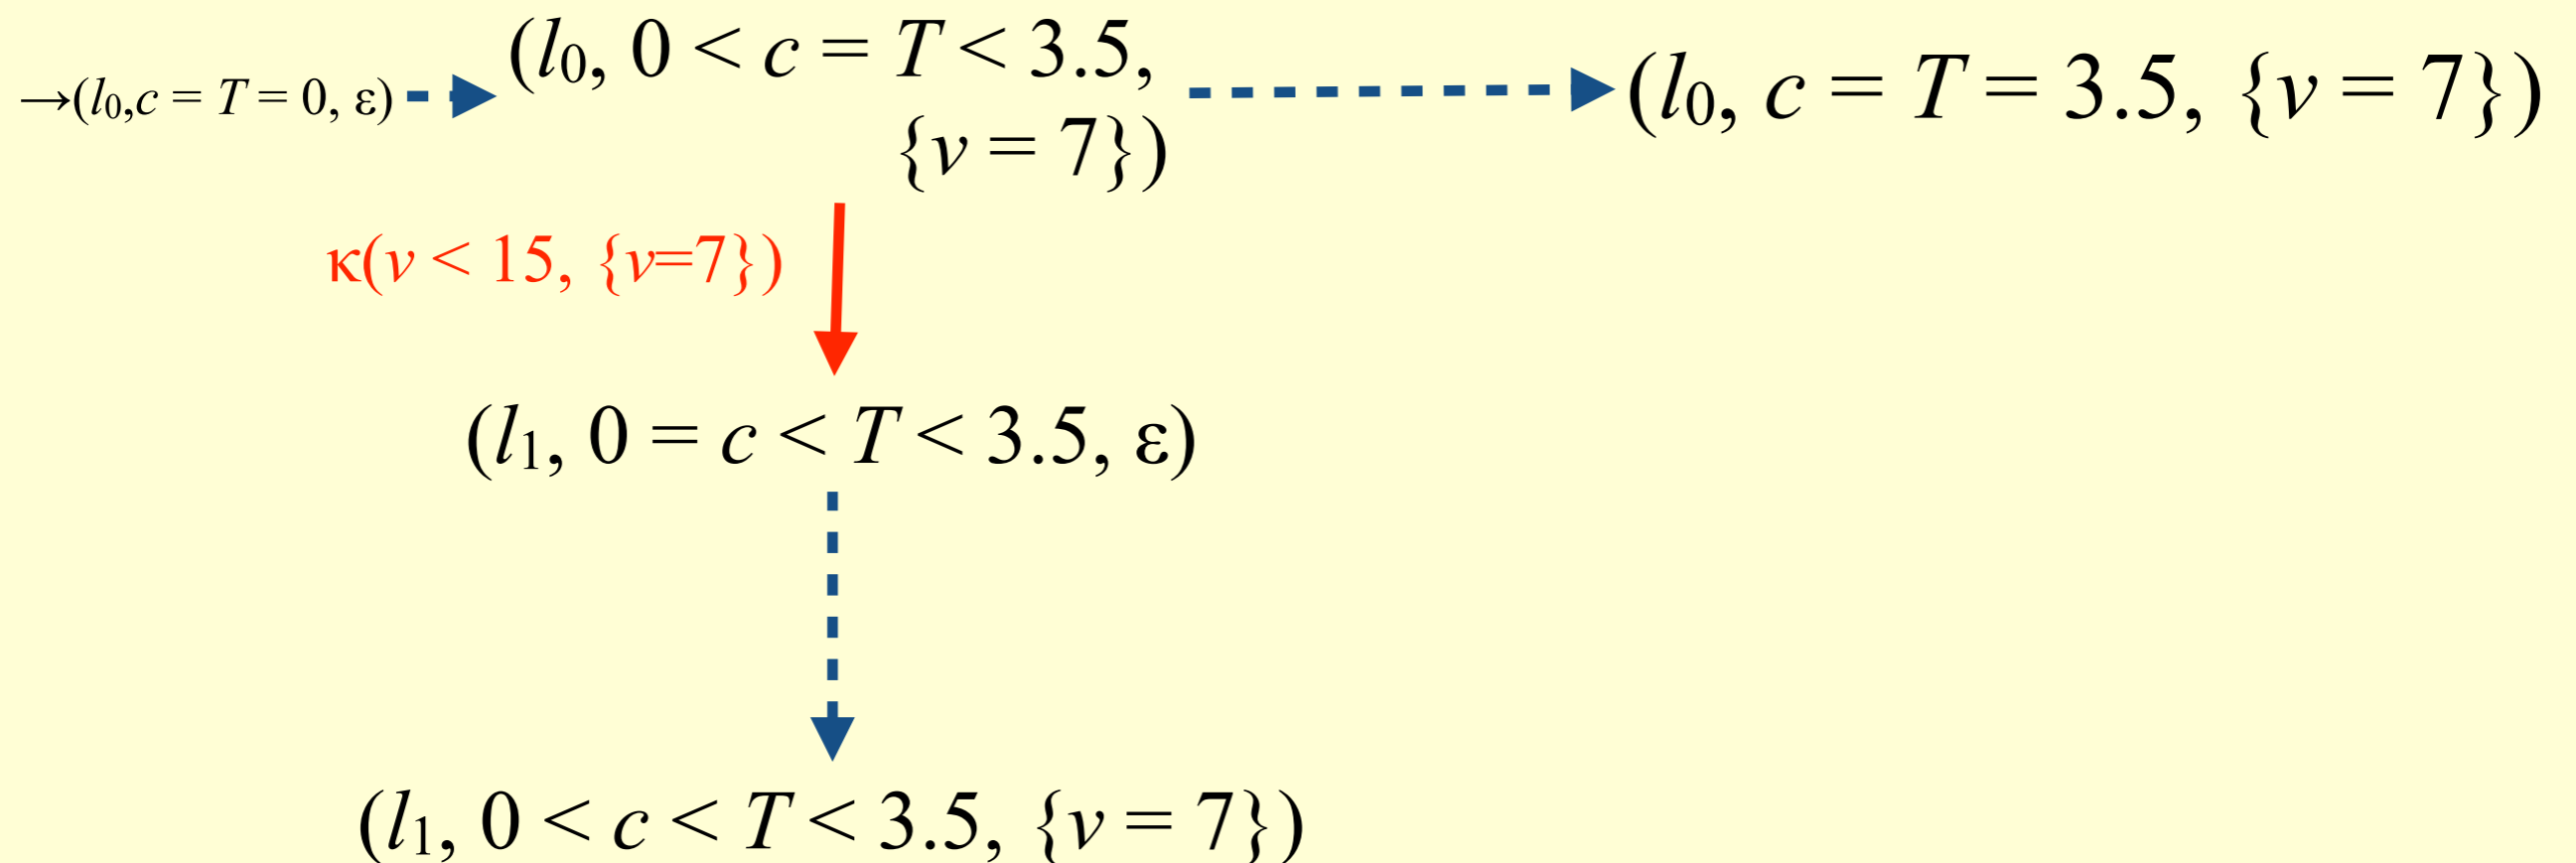 →(l₀,c = T = 0, ε)
(l₀, 0 < c = T < 3.5,
{v = 7})
(l₀, c = T = 3.5, {v = 7})
κ(v < 15, {v=7})
(l₁, 0 = c < T < 3.5, ε)
(l₁, 0 < c < T < 3.5, {v = 7})